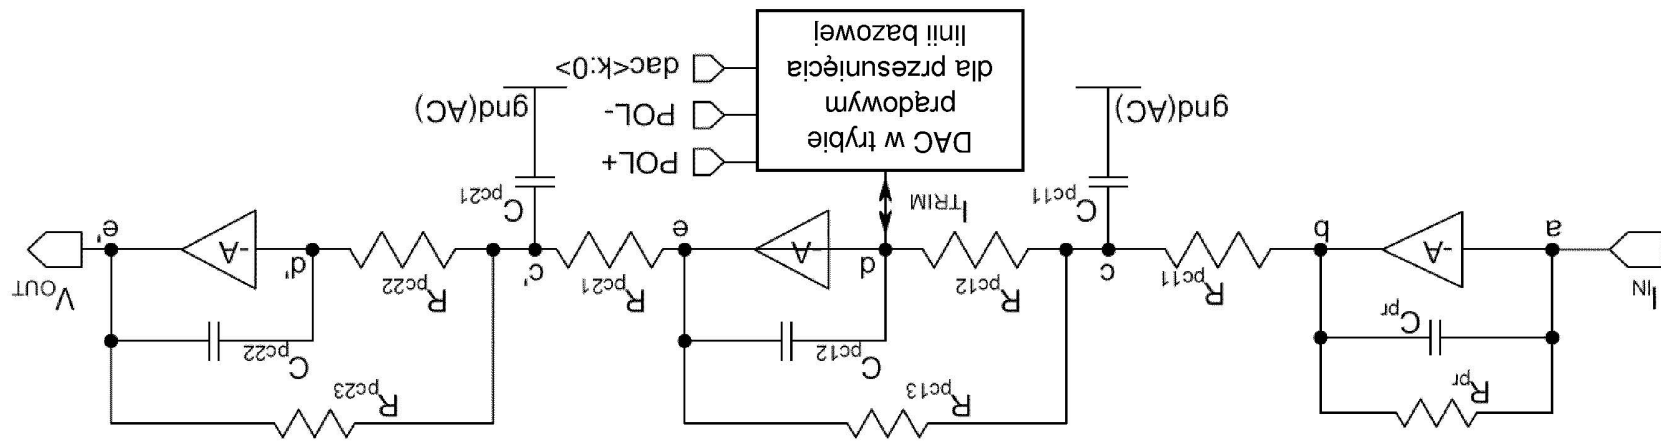 R_pr
R_pc13
R_pc23
C_pr
C_pc12
C_pc22
I_IN
a
-A
b
R_pc11
c
R_pc12
d
-A
e
R_pc21
c'
R_pc22
d'
-A
e'
V_OUT
C_pc11
I_TRIM
C_pc21
gnd(AC)
DAC w trybie
prądowym
dla przesunięcia
linii bazowej
POL+
POL-
dac<k:0>
gnd(AC)